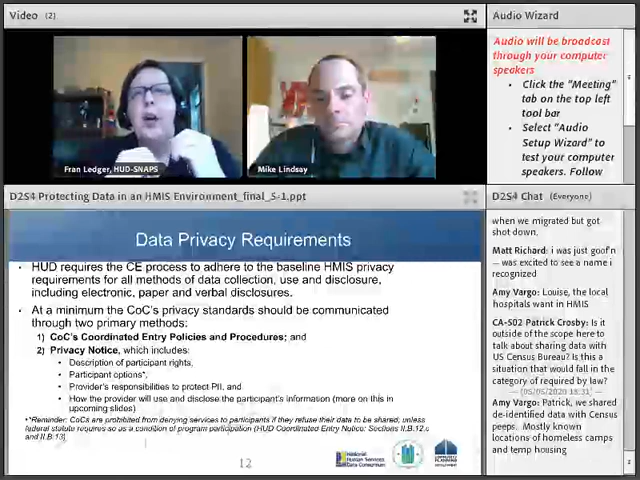 Video (2)
Fran Ledger, HUD-SNAPS
Mike Lindsay
Audio Wizard
Audio will be broadcast
through your computer
speakers
• Click the "Meeting"
tab on the top left
tool bar
• Select "Audio
Setup Wizard" to
test your computer
speakers. Follow
D2S4 Protecting Data in an HMIS Environment_final_S-1.ppt
Data Privacy Requirements
• HUD requires the CE process to adhere to the baseline HMIS privacy
requirements for all methods of data collection, use and disclosure,
including electronic, paper and verbal disclosures.
• At a minimum the CoC's privacy standards should be communicated
through two primary methods:
1) CoC's Coordinated Entry Policies and Procedures; and
2) Privacy Notice, which includes:
• Description of participant rights,
• Participant options*,
• Provider's responsibilities to protect PII, and
• How the provider will use and disclose the participant's information (more on this in
upcoming slides)
*Reminder: CoCs are prohibited from denying services to participants if they refuse their data to be shared, unless
federal statute requires so as a condition of program participation (HUD Coordinated Entry Notice: Sections II.B.12.c
and II.B.13)
12
D2S4 Chat (Everyone)
when we migrated but got
shot down.
Matt Richard: i was just goof'n
– was excited to see a name i
recognized
Amy Vargo: Louise, the local
hospitals want in HMIS
CA-502 Patrick Crosby: Is it
outside of the scope here to
talk about sharing data with
US Census Bureau? Is this a
situation that would fall in the
category of required by law?
(05/05/2020 13:31)
Amy Vargo: Patrick, we shared
de-identified data with Census
peeps. Mostly known
locations of homeless camps
and temp housing